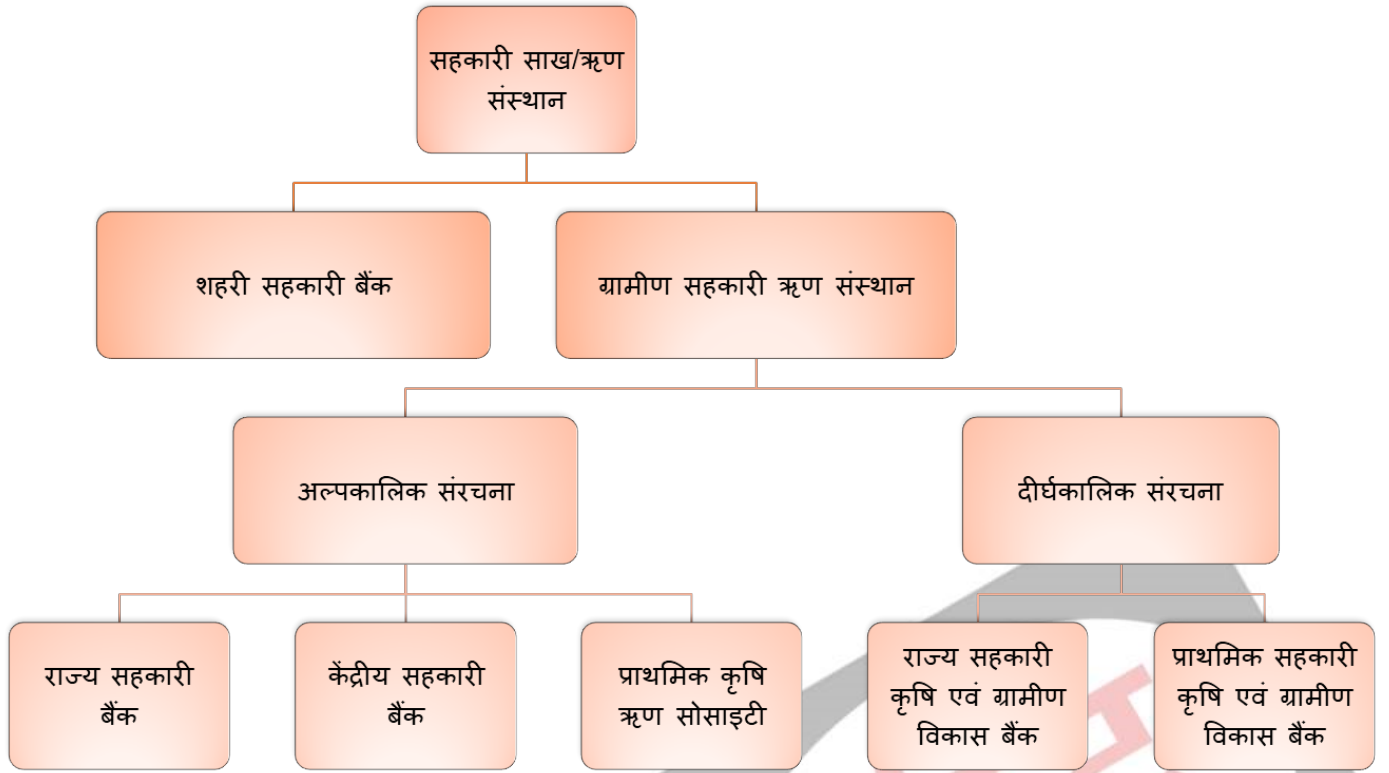 सहकारी साख/ऋण
संस्थान
शहरी सहकारी बैंक
ग्रामीण सहकारी ऋण संस्थान
अल्पकालिक संरचना
दीर्घकालिक संरचना
राज्य सहकारी
बैंक
केंद्रीय सहकारी
बैंक
प्राथमिक कृषि
ऋण सोसाइटी
राज्य सहकारी
कृषि एवं ग्रामीण
विकास बैंक
प्राथमिक सहकारी
कृषि एवं ग्रामीण
विकास बैंक